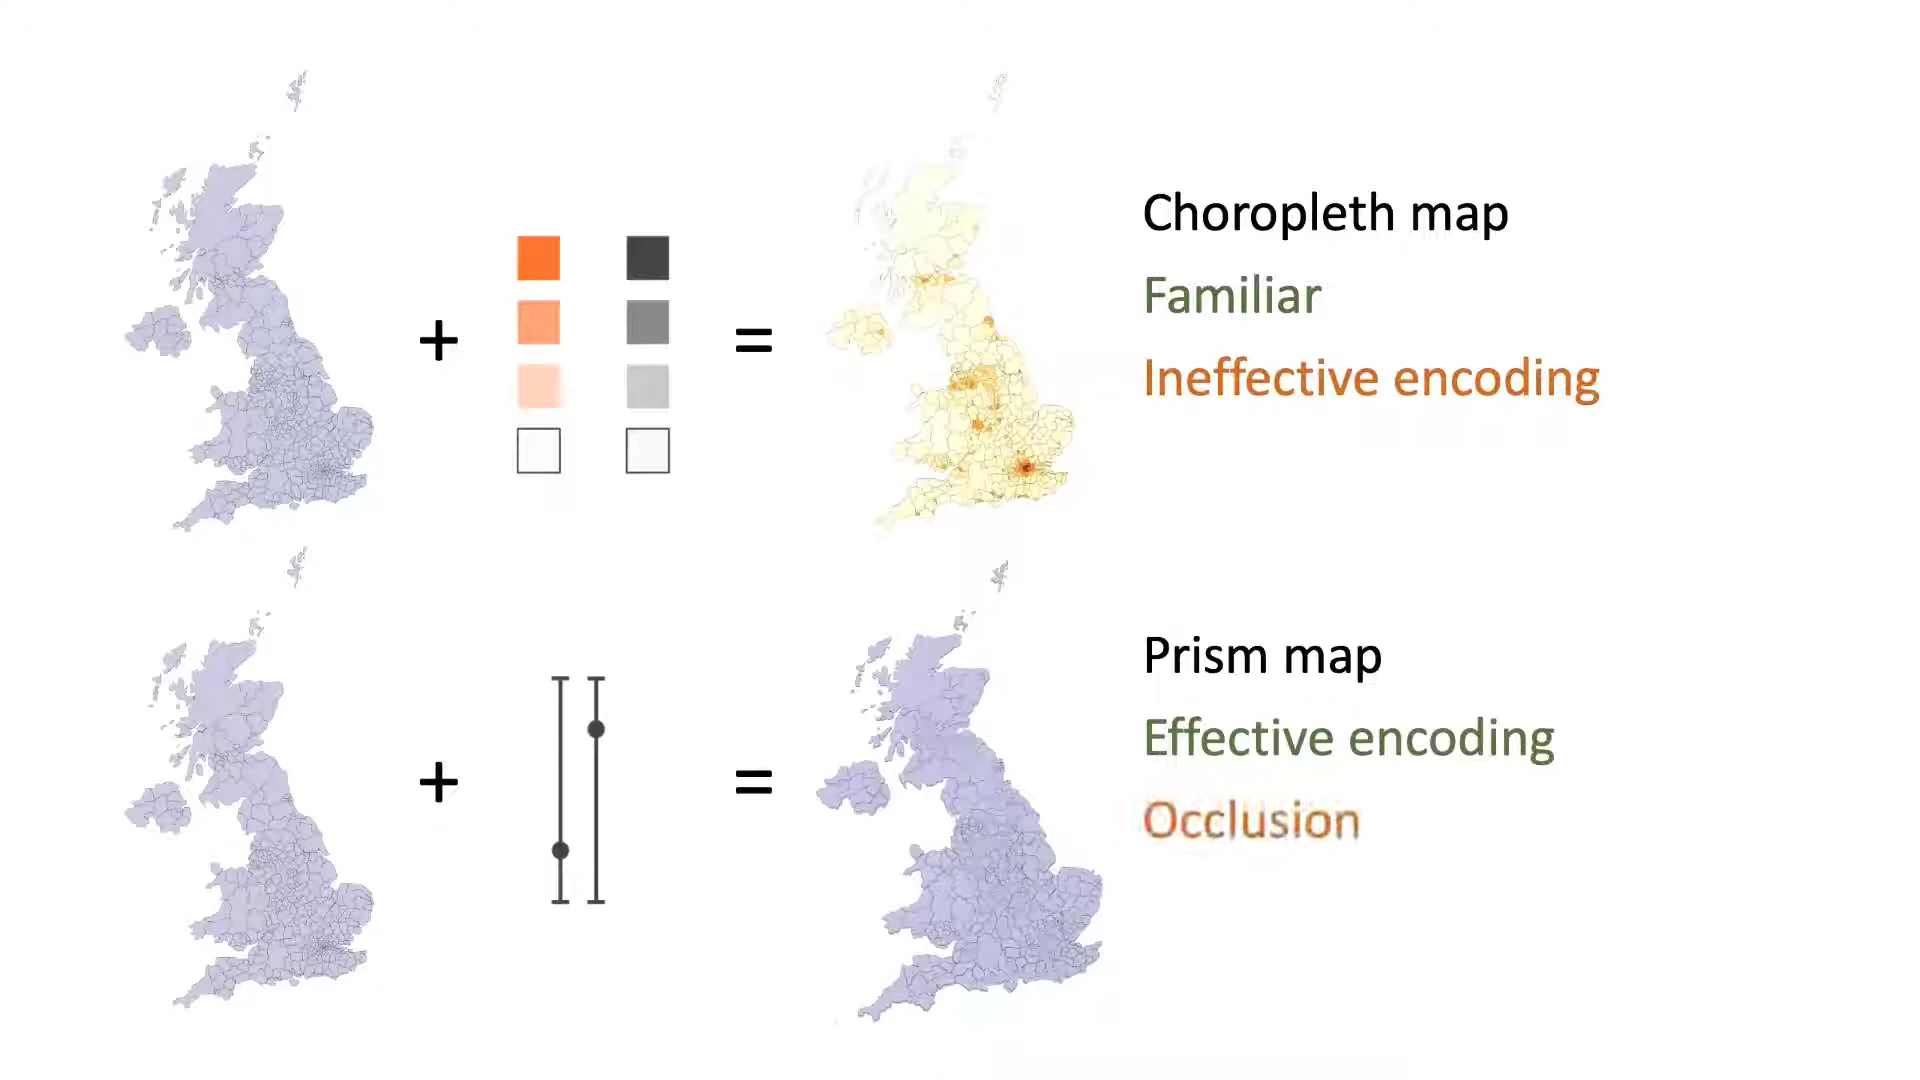 +
=
Choropleth map
Familiar
Ineffective encoding
+
=
Prism map
Effective encoding
Occlusion